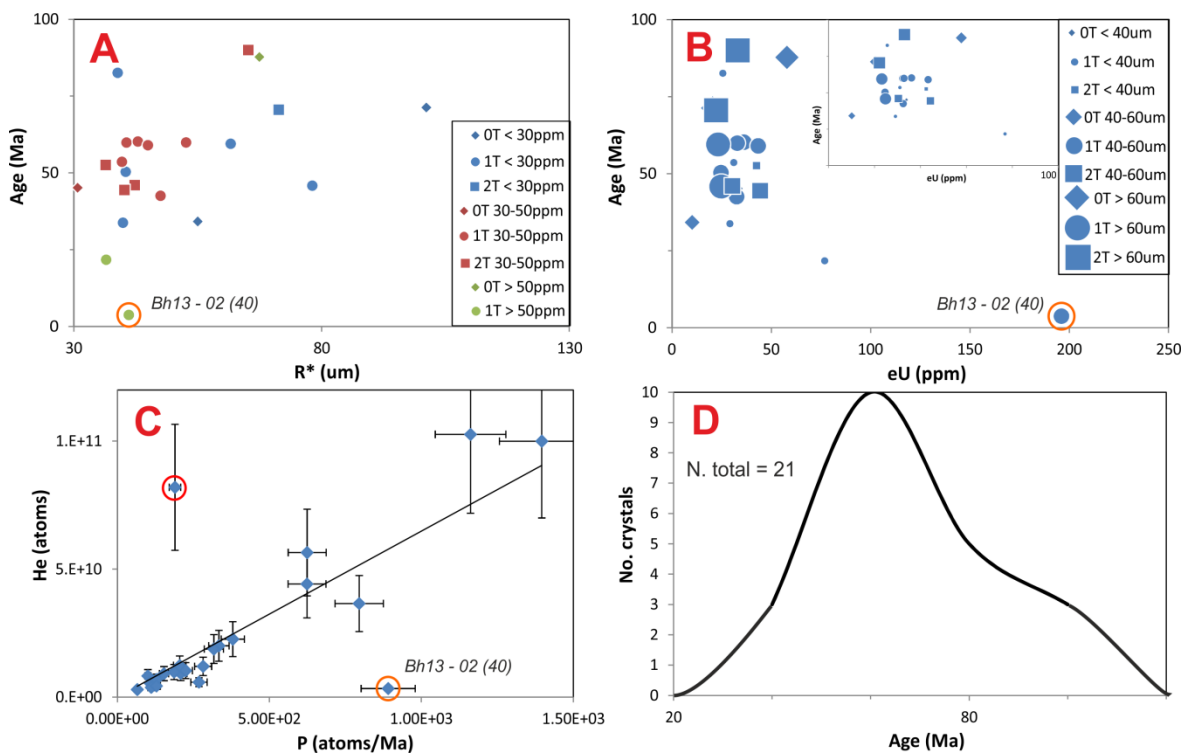 A
100
50
0
Age (Ma)
30
80
130
R* (um)
Bh13 - 02 (40)
0T < 30ppm
1T < 30ppm
2T < 30ppm
0T 30-50ppm
1T 30-50ppm
2T 30-50ppm
0T > 50ppm
1T > 50ppm
B
100
50
0
Age (Ma)
0
50
100
150
200
250
eU (ppm)
Bh13 - 02 (40)
100
0
Age (Ma)
eU (ppm)
100
0T < 40um
1T < 40um
2T < 40um
0T 40-60um
1T 40-60um
2T 40-60um
0T > 60um
1T > 60um
2T > 60um
C
1.E+11
5.E+10
0.E+00
He (atoms)
0.00E+00
5.00E+02
1.00E+03
1.50E+03
P (atoms/Ma)
Bh13 - 02 (40)
D
N. total = 21
10
9
8
7
6
5
4
3
2
1
0
No. crystals
20
80
Age (Ma)